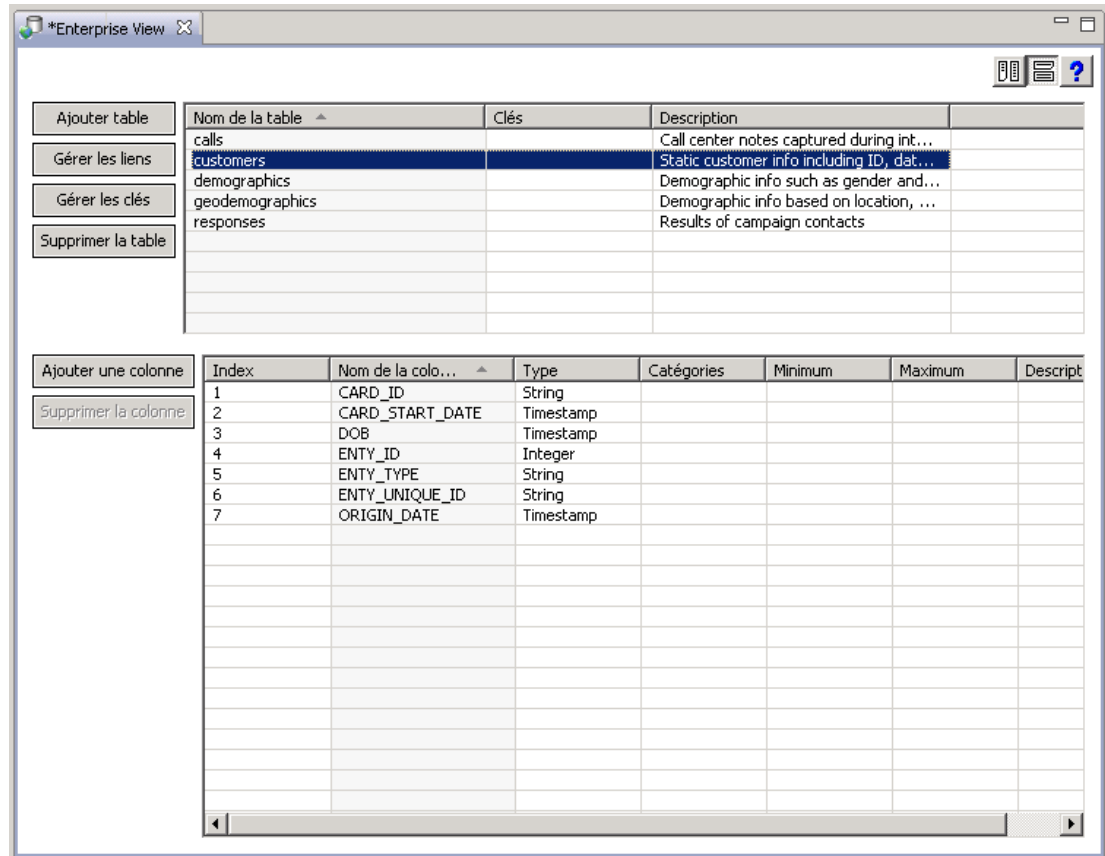 *Enterprise View
?
Ajouter table
Gérer les liens
Gérer les clés
Supprimer la table
Nom de la table Clés Description
calls Call center notes captured during int...
customers Static customer info including ID, dat...
demographics Demographic info such as gender and...
geodemographics Demographic info based on location, ...
responses Results of campaign contacts
Ajouter une colonne
Supprimer la colonne
Index Nom de la colo... Type Catégories Minimum Maximum Descript
1 CARD_ID String
2 CARD_START_DATE Timestamp
3 DOB Timestamp
4 ENTY_ID Integer
5 ENTY_TYPE String
6 ENTY_UNIQUE_ID String
7 ORIGIN_DATE Timestamp